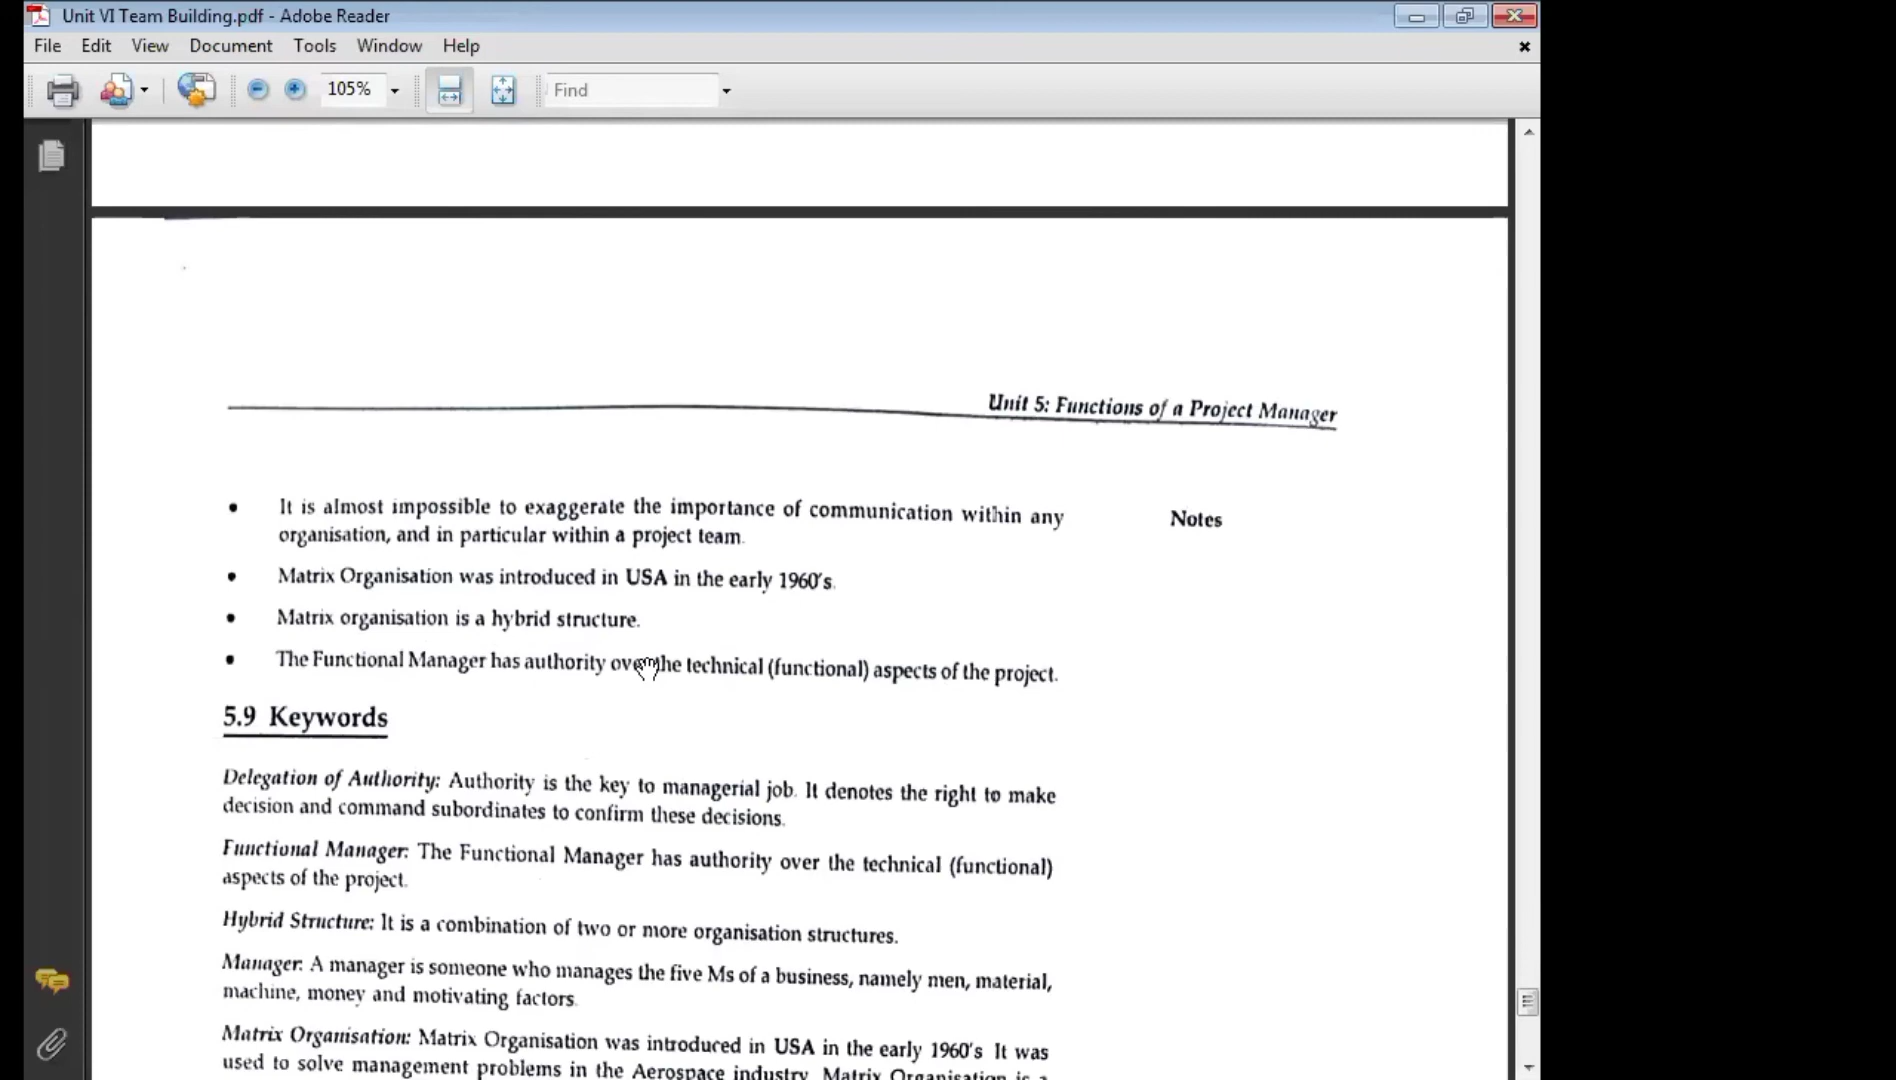 Unit VI Team Building.pdf - Adobe Reader
File Edit View Document Tools Window Help
105% Find
Unit 5: Functions of a Project Manager
• It is almost impossible to exaggerate the importance of communication within any
organisation, and in particular within a project team.
Notes
• Matrix Organisation was introduced in USA in the early 1960's.
• Matrix organisation is a hybrid structure.
• The Functional Manager has authority over the technical (functional) aspects of the project.
5.9 Keywords
Delegation of Authority: Authority is the key to managerial job. It denotes the right to make
decision and command subordinates to confirm these decisions.
Functional Manager: The Functional Manager has authority over the technical (functional)
aspects of the project.
Hybrid Structure: It is a combination of two or more organisation structures.
Manager: A manager is someone who manages the five Ms of a business, namely men, material,
machine, money and motivating factors.
Matrix Organisation: Matrix Organisation was introduced in USA in the early 1960's It was
used to solve management problems in the Aerospace industry. Matrix Organisation is a